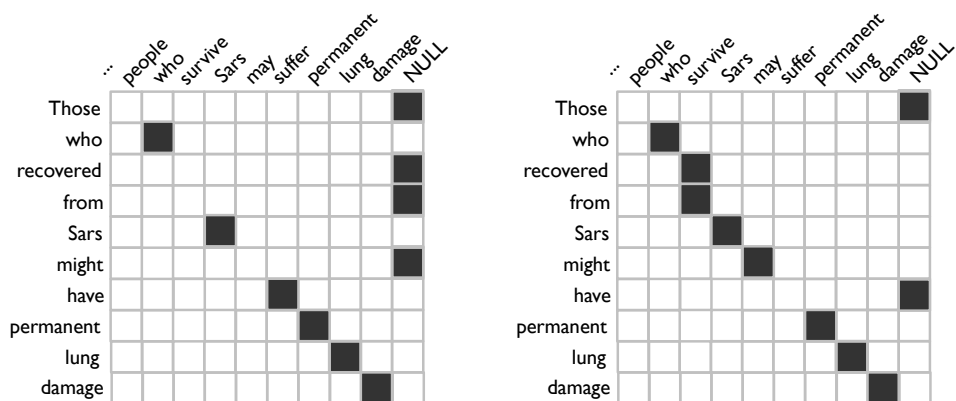 ... people who survive Sars may suffer permanent lung damage NULL
Those
who
recovered
from
Sars
might
have
permanent
lung
damage
... people who survive Sars may suffer permanent lung damage NULL
Those
who
recovered
from
Sars
might
have
permanent
lung
damage